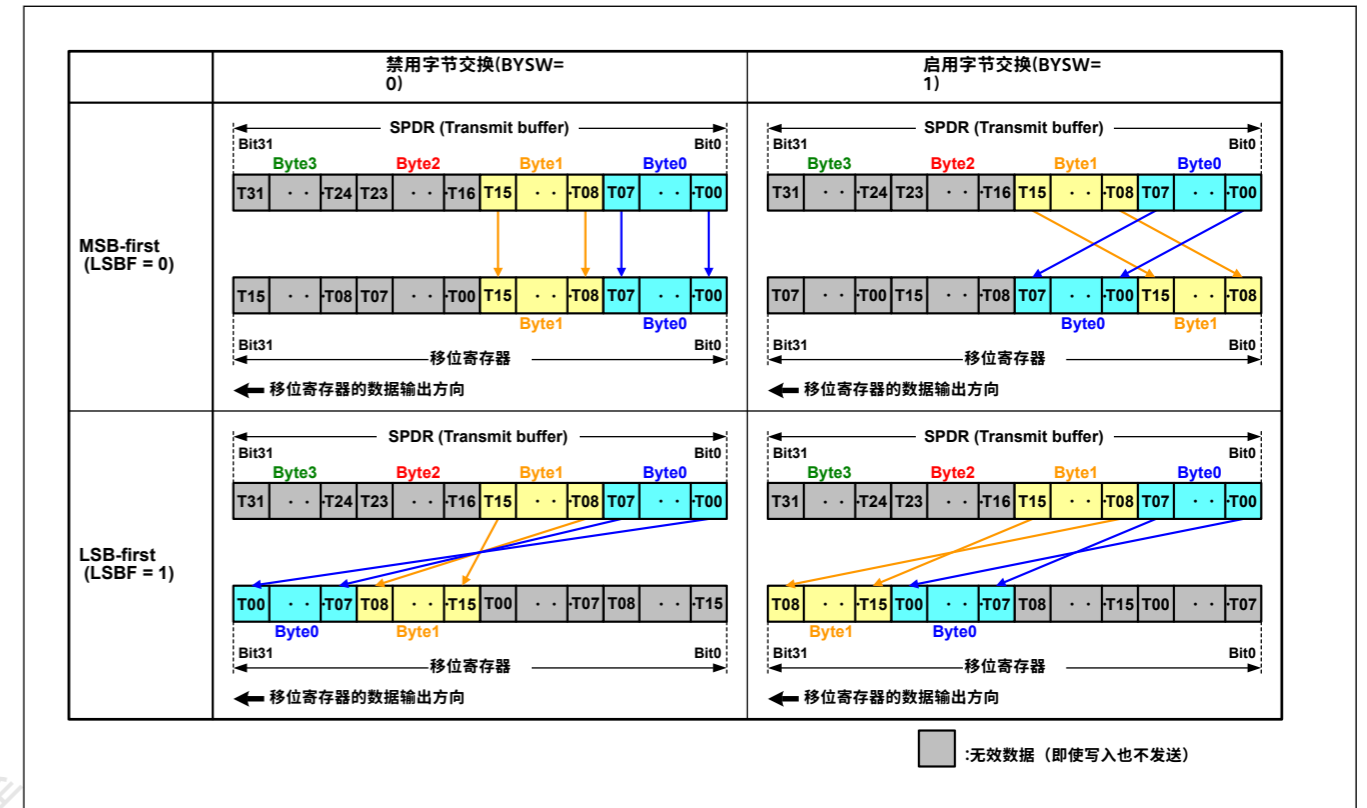 禁用字节交换(BYSW=
0)
启用字节交换(BYSW=
1)
MSB-first
(LSBF = 0)
SPDR (Transmit buffer)
Bit31 Bit0
Byte3 Byte2 Byte1 Byte0
T31 · · ·T24 T23 · · ·T16 T15 · · ·T08 T07 · · ·T00
T15 · · ·T08 T07 · · ·T00 T15 · · ·T08 T07 · · ·T00
Byte1 Byte0
Bit31 Bit0
移位寄存器
移位寄存器的数据输出方向
SPDR (Transmit buffer)
Bit31 Bit0
Byte3 Byte2 Byte1 Byte0
T31 · · ·T24 T23 · · ·T16 T15 · · ·T08 T07 · · ·T00
T07 · · ·T00 T15 · · ·T08 T07 · · ·T00 T15 · · ·T08
Byte0 Byte1
Bit31 Bit0
移位寄存器
移位寄存器的数据输出方向
LSB-first
(LSBF = 1)
SPDR (Transmit buffer)
Bit31 Bit0
Byte3 Byte2 Byte1 Byte0
T31 · · ·T24 T23 · · ·T16 T15 · · ·T08 T07 · · ·T00
T00 · · ·T07 T08 · · ·T15 T00 · · ·T07 T08 · · ·T15
Byte0 Byte1
Bit31 Bit0
移位寄存器
移位寄存器的数据输出方向
SPDR (Transmit buffer)
Bit31 Bit0
Byte3 Byte2 Byte1 Byte0
T31 · · ·T24 T23 · · ·T16 T15 · · ·T08 T07 · · ·T00
T08 · · ·T15 T00 · · ·T07 T08 · · ·T15 T00 · · ·T07
Byte1 Byte0
Bit31 Bit0
移位寄存器
移位寄存器的数据输出方向
:无效数据（即使写入也不发送）